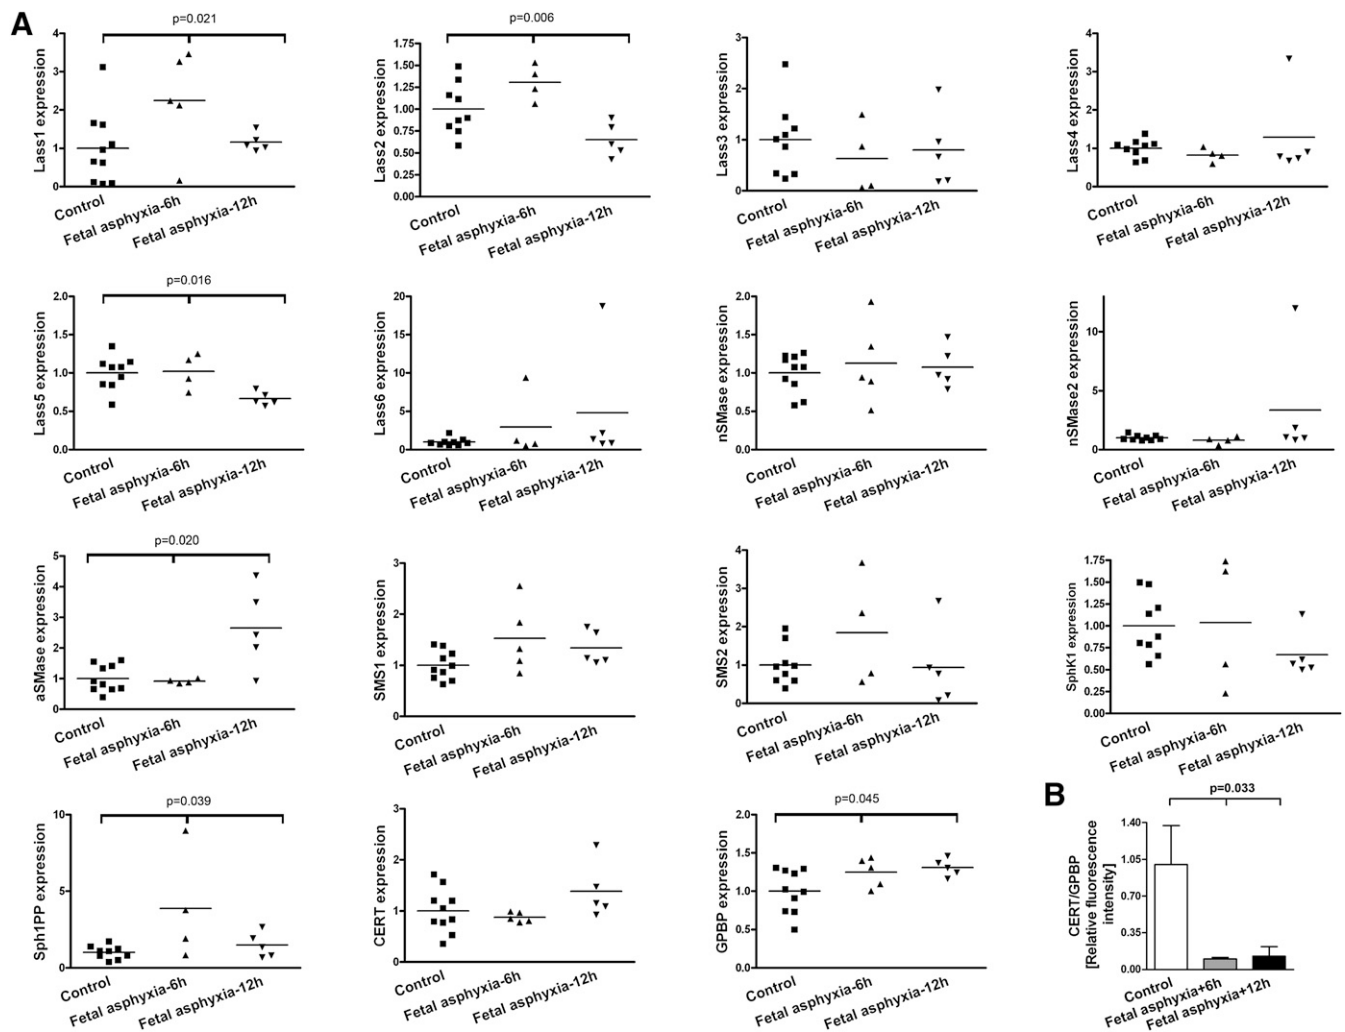 A
p=0.021
Lass1 expression
4
3
2
1
0
Control
Fetal asphyxia-6h
Fetal asphyxia-12h
p=0.006
Lass2 expression
1.75
1.50
1.25
1.00
0.75
0.50
0.25
0.00
Control
Fetal asphyxia-6h
Fetal asphyxia-12h
Lass3 expression
3
2
1
0
Control
Fetal asphyxia-6h
Fetal asphyxia-12h
Lass4 expression
4
3
2
1
0
Control
Fetal asphyxia-6h
Fetal asphyxia-12h
p=0.016
Lass5 expression
2.0
1.5
1.0
0.5
0.0
Control
Fetal asphyxia-6h
Fetal asphyxia-12h
Lass6 expression
20
15
10
5
0
Control
Fetal asphyxia-6h
Fetal asphyxia-12h
nSMase expression
2.0
1.5
1.0
0.5
0.0
Control
Fetal asphyxia-6h
Fetal asphyxia-12h
nSMase2 expression
10
5
0
Control
Fetal asphyxia-6h
Fetal asphyxia-12h
p=0.020
aSMase expression
5
4
3
2
1
0
Control
Fetal asphyxia-6h
Fetal asphyxia-12h
SMS1 expression
3
2
1
0
Control
Fetal asphyxia-6h
Fetal asphyxia-12h
SMS2 expression
4
3
2
1
0
Control
Fetal asphyxia-6h
Fetal asphyxia-12h
SphK1 expression
1.75
1.50
1.25
1.00
0.75
0.50
0.25
0.00
Control
Fetal asphyxia-6h
Fetal asphyxia-12h
p=0.039
Sph1PP expression
10
5
0
Control
Fetal asphyxia-6h
Fetal asphyxia-12h
CERT expression
3
2
1
0
Control
Fetal asphyxia-6h
Fetal asphyxia-12h
p=0.045
GPBP expression
2.0
1.5
1.0
0.5
0.0
Control
Fetal asphyxia-6h
Fetal asphyxia-12h
B
p=0.033
CERT/GPBP
[Relative fluorescence
intensity]
1.40
1.05
0.70
0.35
0.00
Control
Fetal asphyxia+6h
Fetal asphyxia+12h